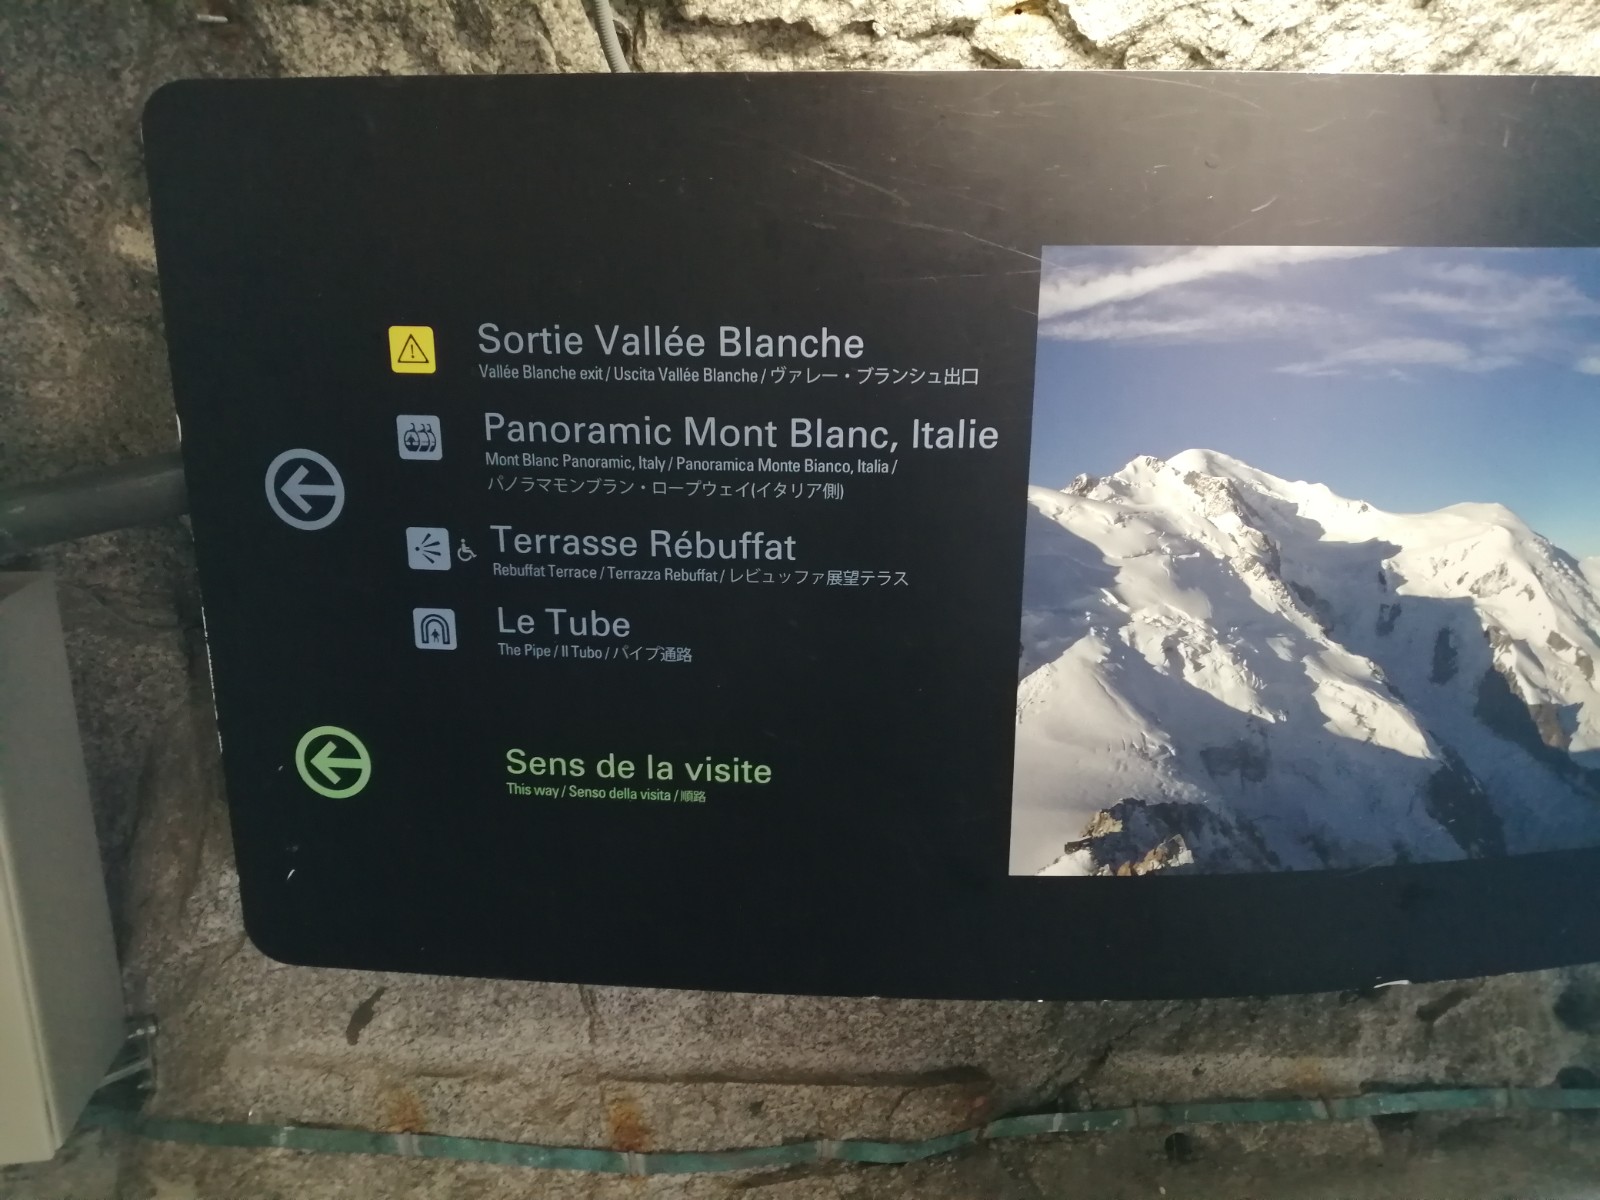 Sortie Vallée Blanche
Vallée Blanche exit / Uscita Vallée Blanche / ヴァレー・ブランシュ出口
Panoramic Mont Blanc, Italie
Mont Blanc Panoramic, Italy / Panoramica Monte Bianco, Italia /
パノラマモンブラン・ロープウェイ(イタリア側)
Terrasse Rébuffat
Rebuffat Terrace / Terrazza Rebuffat / レビュッファ展望テラス
Le Tube
The Pipe / Il Tubo / パイプ通路
Sens de la visite
This way / Senso della visita / 順路